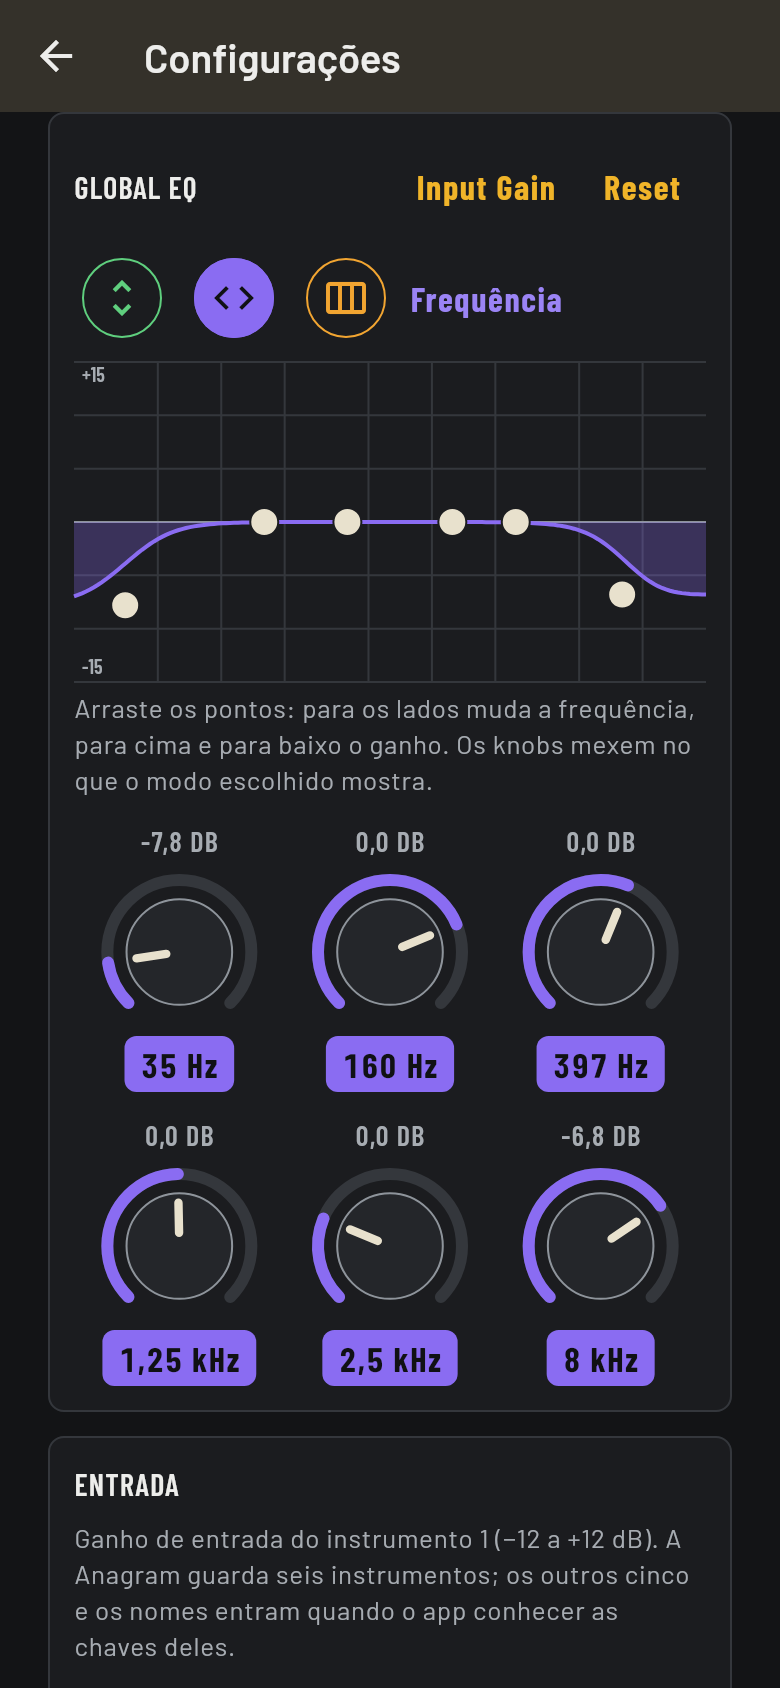 Configurações
GLOBAL EQ Input Gain Reset
Frequência
+15
-15
Arraste os pontos: para os lados muda a frequência,
para cima e para baixo o ganho. Os knobs mexem no
que o modo escolhido mostra.
-7,8 DB 0,0 DB 0,0 DB
35 Hz 160 Hz 397 Hz
0,0 DB 0,0 DB -6,8 DB
1,25 kHz 2,5 kHz 8 kHz
ENTRADA
Ganho de entrada do instrumento 1 (−12 a +12 dB). A
Anagram guarda seis instrumentos; os outros cinco
e os nomes entram quando o app conhecer as
chaves deles.